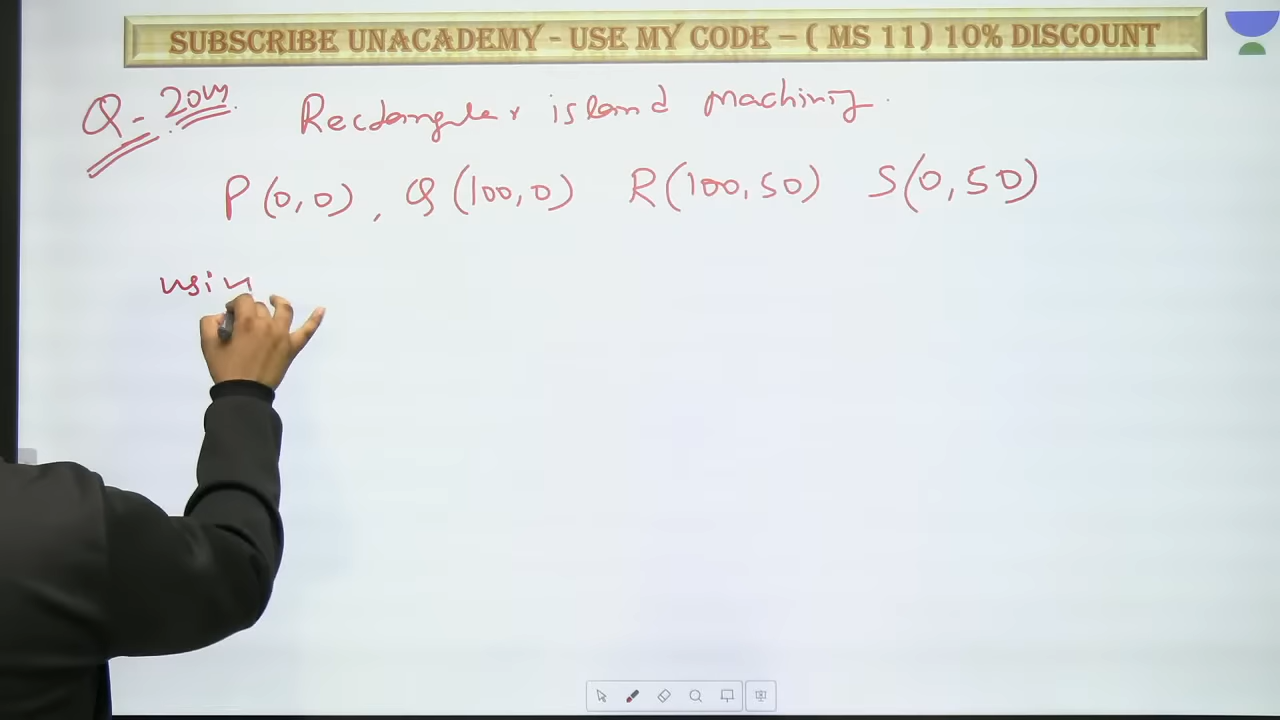 SUBSCRIBE UNACADEMY - USE MY CODE – ( MS 11) 10% DISCOUNT
Q - 20M Rectangular island machining.
P(0,0), Q(100,0) R(100,50) S(0,50)
usin